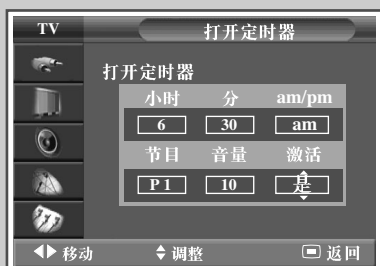 TV 打开定时器
打开定时器
小时 分 am/pm
6 30 am
节目 音量 激活
P 1 10 是
移动 调整 返回